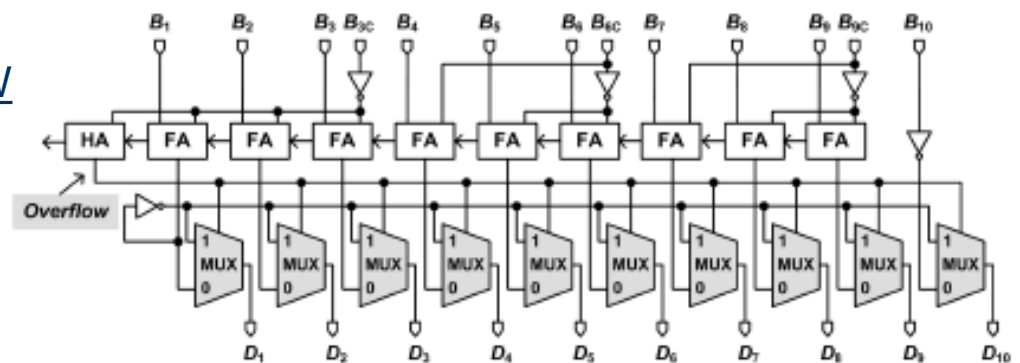 B1 B2 B3 B3C B4 B5 B6 B6C B7 B8 B9 B9C B10
HA FA FA FA FA FA FA FA FA FA
Overflow
1 1 1 1 1 1 1 1 1 1
MUX MUX MUX MUX MUX MUX MUX MUX MUX MUX
0 0 0 0 0 0 0 0 0 0
D1 D2 D3 D4 D5 D6 D7 D8 D9 D10